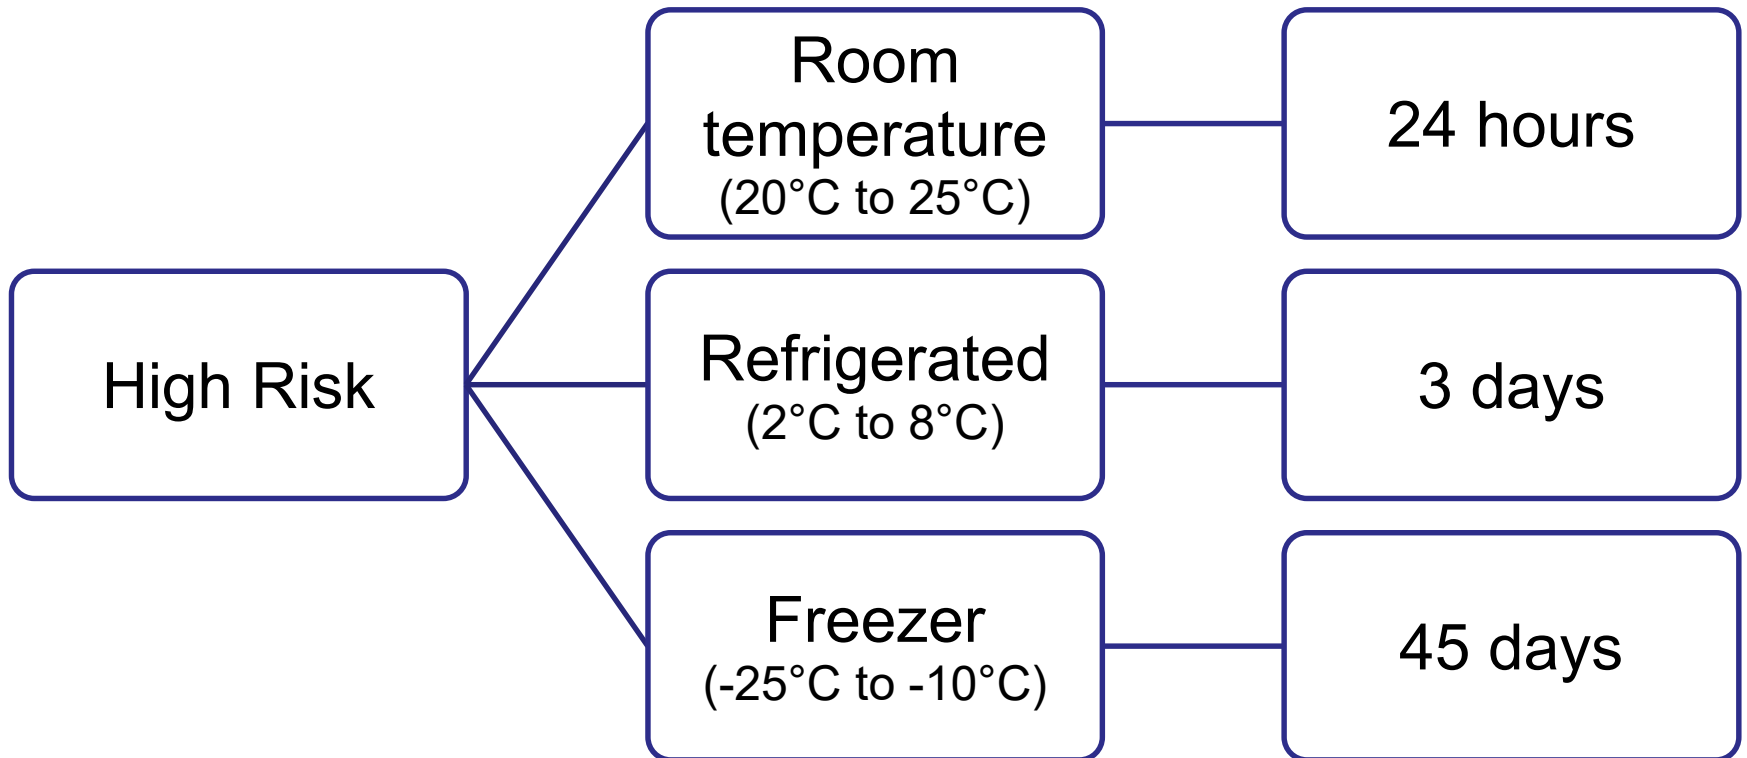 High Risk
Room
temperature
(20°C to 25°C)
24 hours
Refrigerated
(2°C to 8°C)
3 days
Freezer
(-25°C to -10°C)
45 days